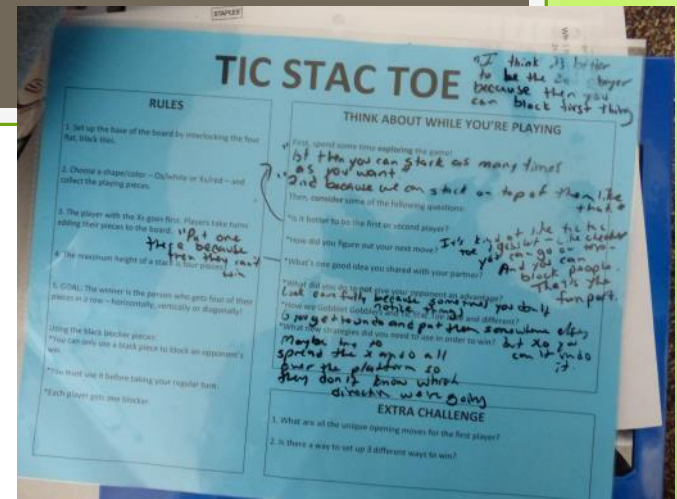 STAPLES
TIC STAC TOE
"I think it's better
to be the player
because then you
can block first thing
RULES
1. Set up the base of the board by interlocking the four
flat, black tiles.
2. Choose a shape/color – Os/white or Xs/red – and
collect the playing pieces.
3. The player with the Xs goes first. Players take turns
adding their pieces to the board.
"Put one
there because
then they can't
win
4. The maximum height of a stack is four pieces.
5. GOAL: The winner is the person who gets four of their
pieces in a row – horizontally, vertically or diagonally!
Using the black blocker pieces:
*You can only use a black piece to block an opponent's
win.
*You must use it before taking your regular turn.
*Each player gets one blocker.
THINK ABOUT WHILE YOU'RE PLAYING
First, spend some time exploring the game!
1st then you can stack as many times
as you want"
"2nd because we can stack on top of them like
that"
Then, consider some of the following questions:
*Is it better to be the first or second player?
*How did you figure out your next move?
It's kind of like tic tac
toe
you can go on
And you can
block people.
That's the
fun part.
*What's one good idea you shared with your partner?
*What did you do to not give your opponent an advantage?
Look carefully because sometimes you don't
notice things
*How are Gobblet Gobblers and Tic Stac Toe and different?
G you get to undo and put them somewhere else,
but XO you
can't undo
it.
*What new strategies did you need to use in order to win?
Maybe
spread the x and o all
over the platform so
they don't know which
direction we're going
EXTRA CHALLENGE
1. What are all the unique opening moves for the first player?
2. Is there a way to set up 3 different ways to win?